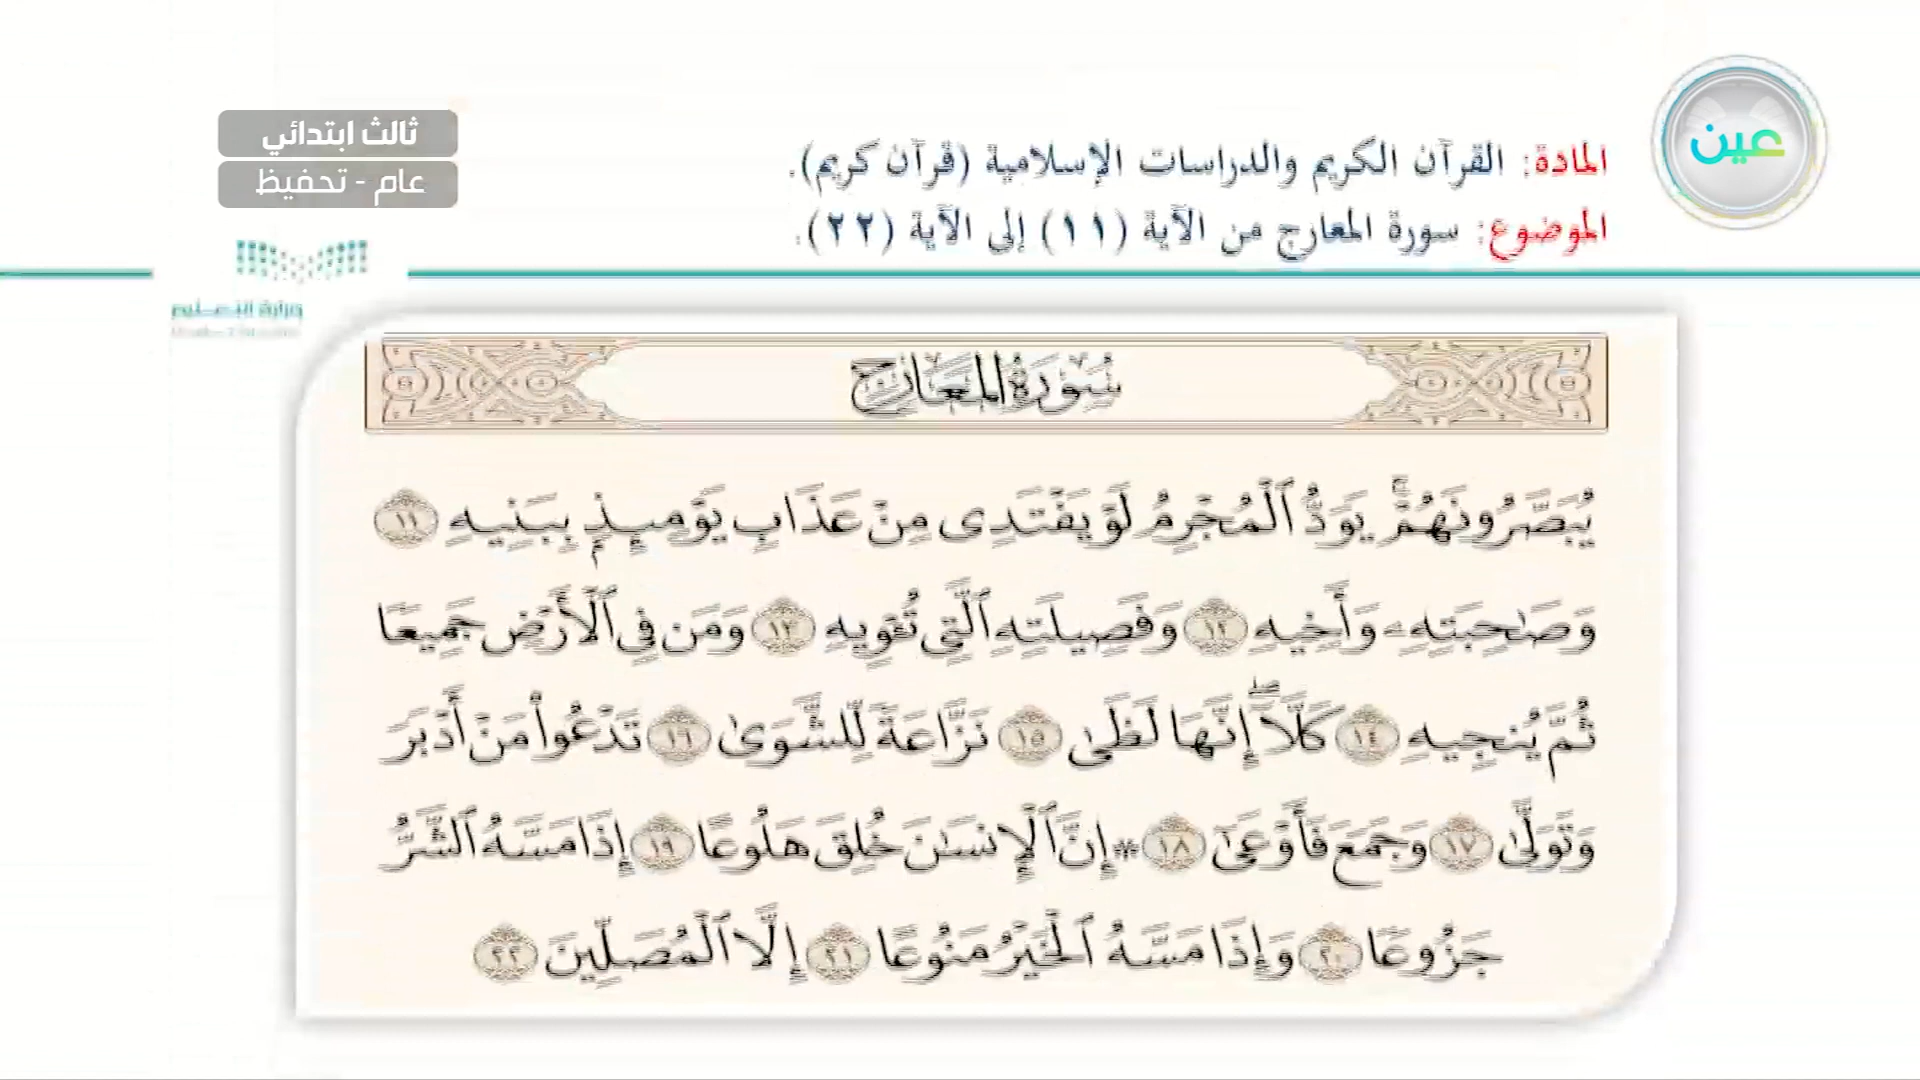 ثالث ابتدائي
عام - تحفيظ
عين
المادة: القرآن الكريم والدراسات الإسلامية (قرآن كريم).
الموضوع: سورة المعارج من الآية (١١) إلى الآية (٢٢).
وزارة التعليم
سُورَةُ المَعَارِجِ
يُبَصَّرُونَهُمْۚ يَوَدُّ ٱلْمُجْرِمُ لَوْ يَفْتَدِى مِنْ عَذَابِ يَوْمِئِذٍۭ بِبَنِيهِ ١١
وَصَٰحِبَتِهِۦ وَأَخِيهِ ١٢ وَفَصِيلَتِهِ ٱلَّتِى تُـْٔوِيهِ ١٣ وَمَن فِى ٱلْأَرْضِ جَمِيعًا
ثُمَّ يُنجِيهِ ١٤ كَلَّآۖ إِنَّهَا لَظَىٰ ١٥ نَزَّاعَةً لِّلشَّوَىٰ ١٦ تَدْعُوا۟ مَنْ أَدْبَرَ
وَتَوَلَّىٰ ١٧ وَجَمَعَ فَأَوْعَىٰٓ ١٨ ۞ إِنَّ ٱلْإِنسَٰنَ خُلِقَ هَلُوعًا ١٩ إِذَا مَسَّهُ ٱلشَّرُّ
جَزُوعًا ٢٠ وَإِذَا مَسَّهُ ٱلْخَيْرُ مَنُوعًا ٢١ إِلَّا ٱلْمُصَلِّينَ ٢٢